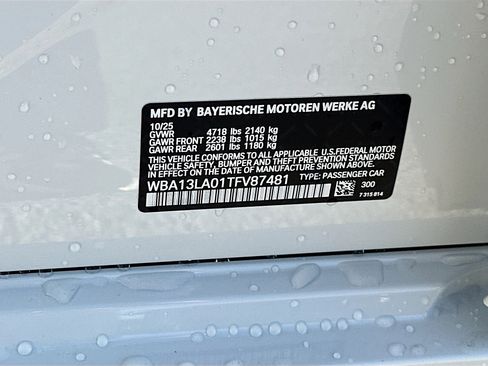 MFD BY BAYERISCHE MOTOREN WERKE AG
10/25
GVWR 4718 lbs 2140 kg
GAWR FRONT 2238 lbs 1015 kg
GAWR REAR 2601 lbs 1180 kg
THIS VEHICLE CONFORMS TO ALL APPLICABLE U.S. FEDERAL MOTOR
VEHICLE SAFETY, BUMPER AND THEFT PREVENTION STANDARDS
IN EFFECT ON THE DATE OF MANUFACTURE SHOWN ABOVE.
WBA13LA01TFV87481 TYPE: PASSENGER CAR
300
7 315 814